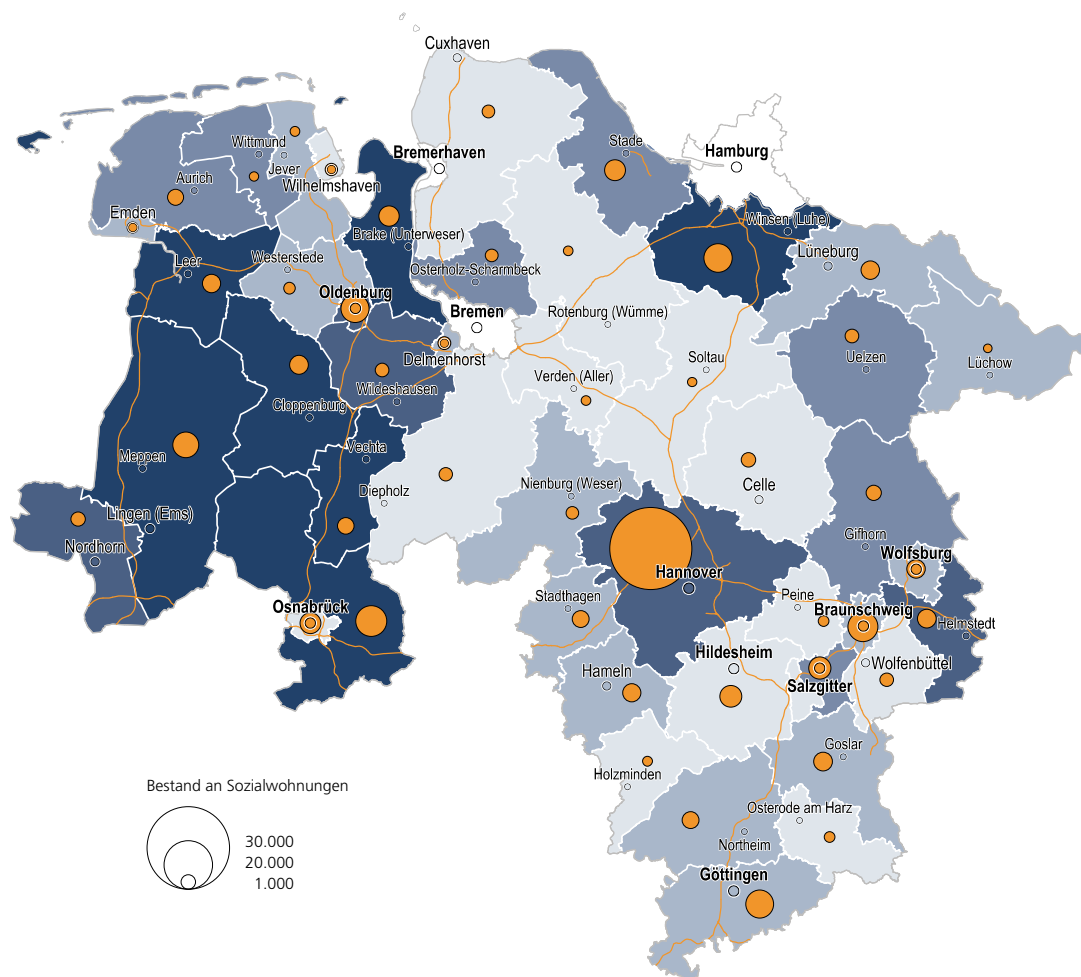 Cuxhaven
Wittmund
Bremerhaven
Stade
Hamburg
Jever
Aurich
Wilhelmshaven
Emden
Brake (Unterweser)
Winsen (Luhe)
Leer
Westerstede
Osterholz-Scharmbeck
Lüneburg
Oldenburg
Bremen
Rotenburg (Wümme)
Delmenhorst
Soltau
Uelzen
Lüchow
Verden (Aller)
Wildeshausen
Cloppenburg
Vechta
Meppen
Diepholz
Nienburg (Weser)
Celle
Lingen (Ems)
Nordhorn
Gifhorn
Wolfsburg
Hannover
Stadthagen
Peine
Osnabrück
Braunschweig
Helmstedt
Hildesheim
Wolfenbüttel
Hameln
Salzgitter
Goslar
Holzminden
Osterode am Harz
Northeim
Göttingen
Bestand an Sozialwohnungen
30.000
20.000
1.000